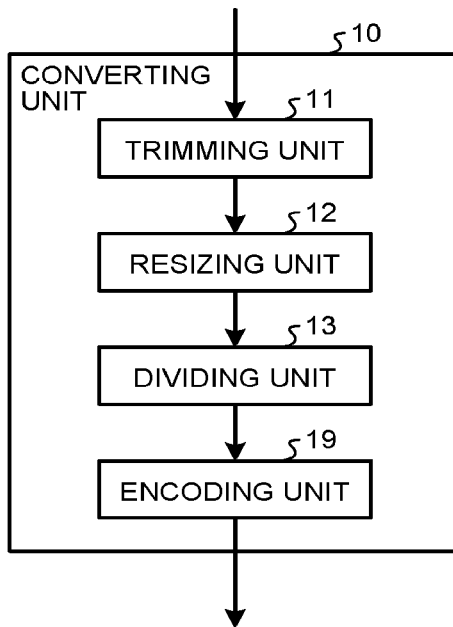 10
CONVERTING
UNIT
11
TRIMMING UNIT
12
RESIZING UNIT
13
DIVIDING UNIT
19
ENCODING UNIT